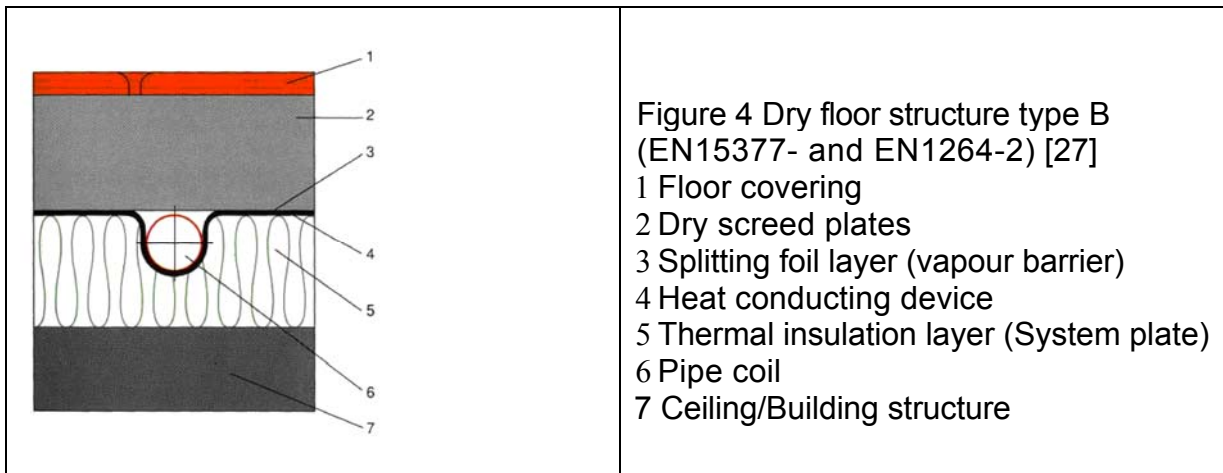 1
2
3
4
5
6
7
Figure 4 Dry floor structure type B
(EN15377- and EN1264-2) [27]
1 Floor covering
2 Dry screed plates
3 Splitting foil layer (vapour barrier)
4 Heat conducting device
5 Thermal insulation layer (System plate)
6 Pipe coil
7 Ceiling/Building structure